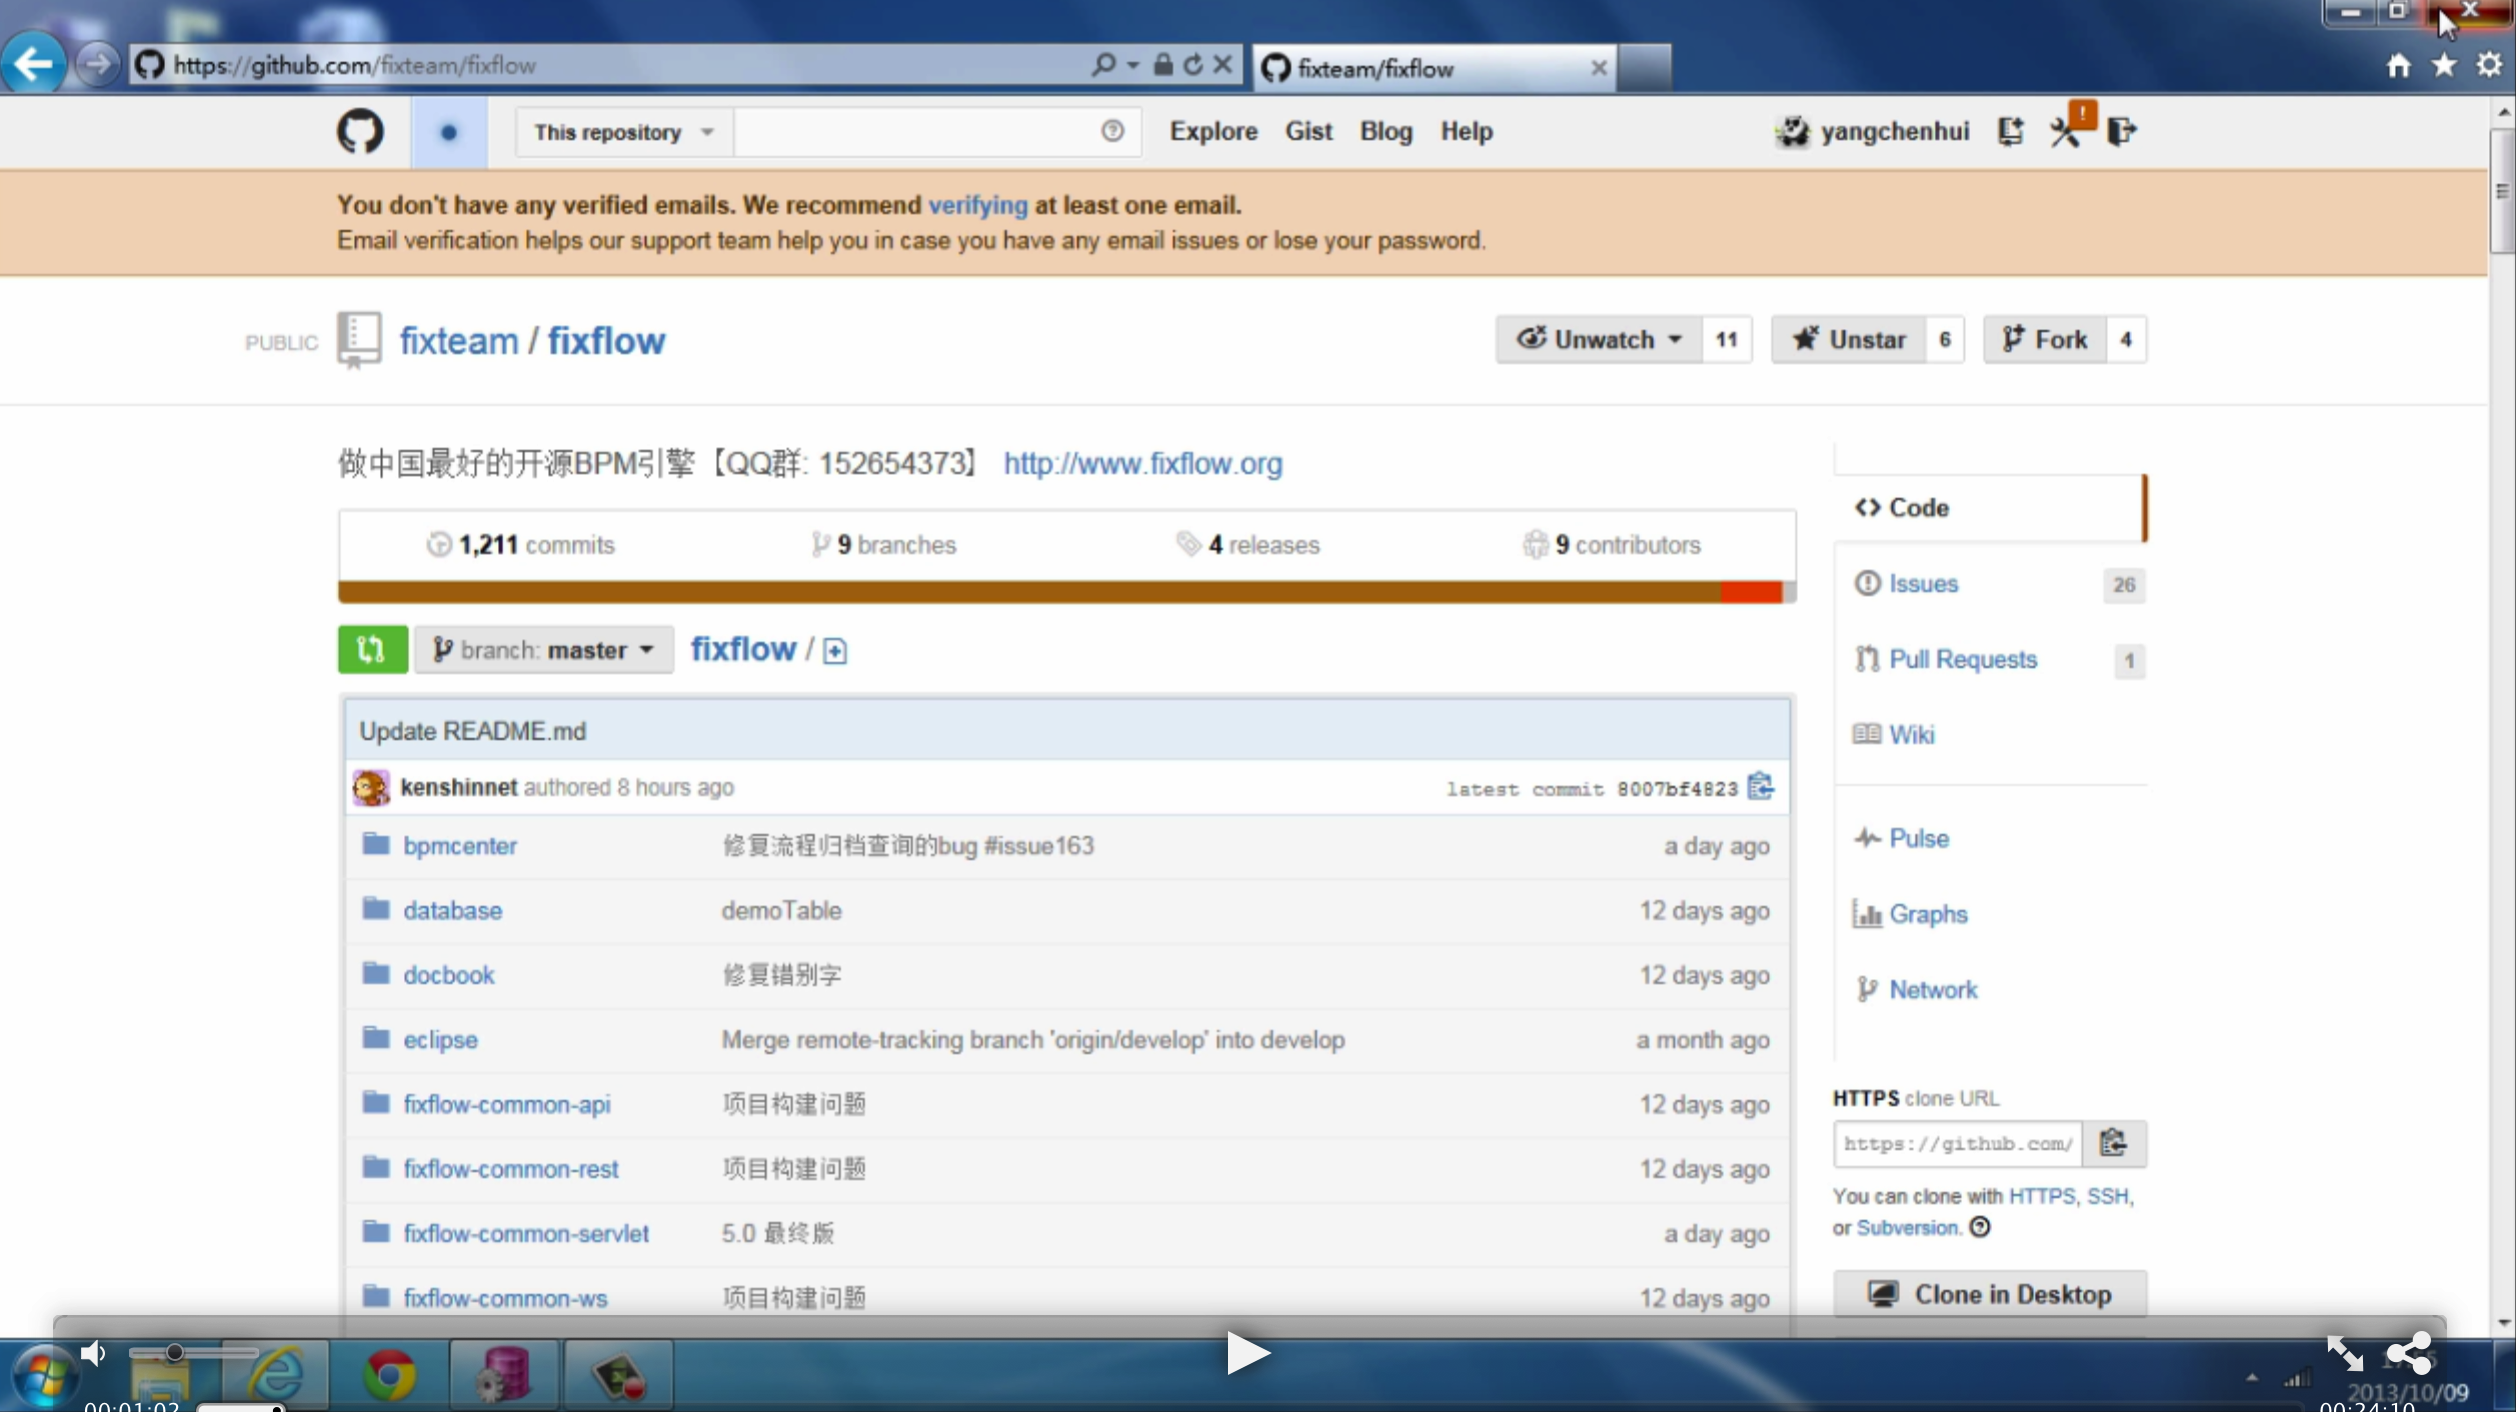 https://github.com/fixteam/fixflow
fixteam/fixflow
This repository
Explore Gist Blog Help
yangchenhui
You don't have any verified emails. We recommend verifying at least one email.
Email verification helps our support team help you in case you have any email issues or lose your password.
PUBLIC fixteam / fixflow
Unwatch 11 Unstar 6 Fork 4
做中国最好的开源BPM引擎【QQ群: 152654373】 http://www.fixflow.org
1,211 commits 9 branches 4 releases 9 contributors
branch: master fixflow /
Update README.md
kenshinnet authored 8 hours ago latest commit 8007bf4823
bpmcenter 修复流程归档查询的bug #issue163 a day ago
database demoTable 12 days ago
docbook 修复错别字 12 days ago
eclipse Merge remote-tracking branch 'origin/develop' into develop a month ago
fixflow-common-api 项目构建问题 12 days ago
fixflow-common-rest 项目构建问题 12 days ago
fixflow-common-servlet 5.0 最终版 a day ago
fixflow-common-ws 项目构建问题 12 days ago
Code
Issues 26
Pull Requests 1
Wiki
Pulse
Graphs
Network
HTTPS clone URL
https://github.com/
You can clone with HTTPS, SSH,
or Subversion.
Clone in Desktop
2013/10/09
00:01:02
00:24:10